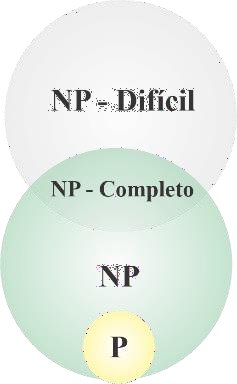 NP - Difícil
NP - Completo
NP
P